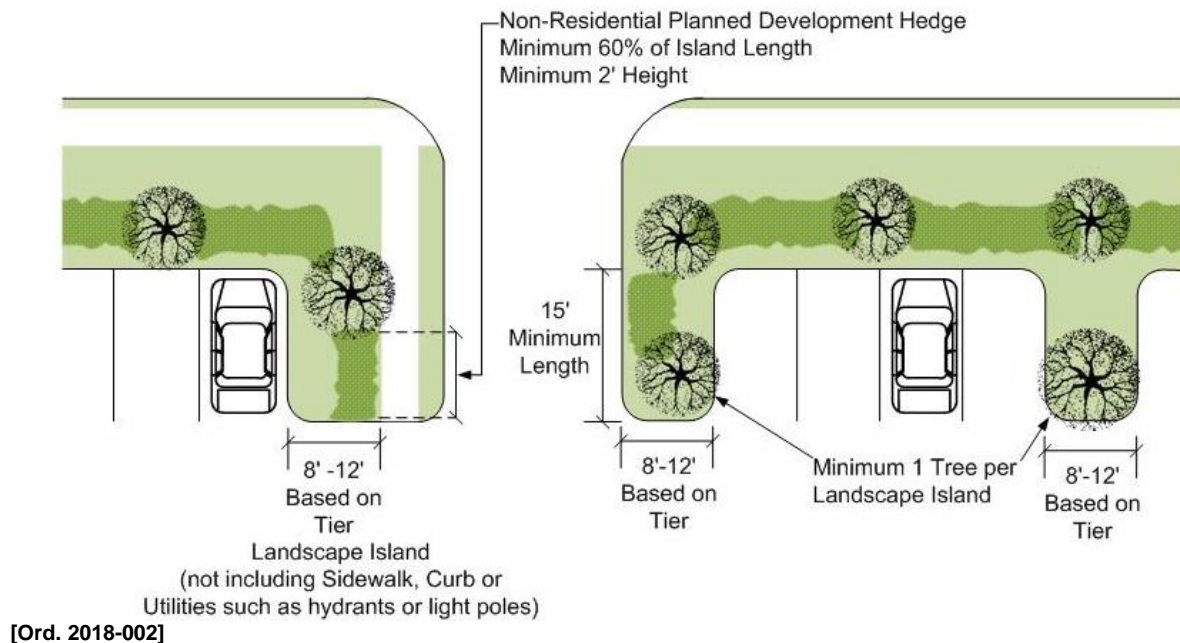 Non-Residential Planned Development Hedge
Minimum 60% of Island Length
Minimum 2' Height
15'
Minimum
Length
8' -12'
Based on
Tier
Landscape Island
(not including Sidewalk, Curb or
Utilities such as hydrants or light poles)
8'-12'
Based on
Tier
Minimum 1 Tree per
Landscape Island
8'-12'
Based on
Tier
[Ord. 2018-002]